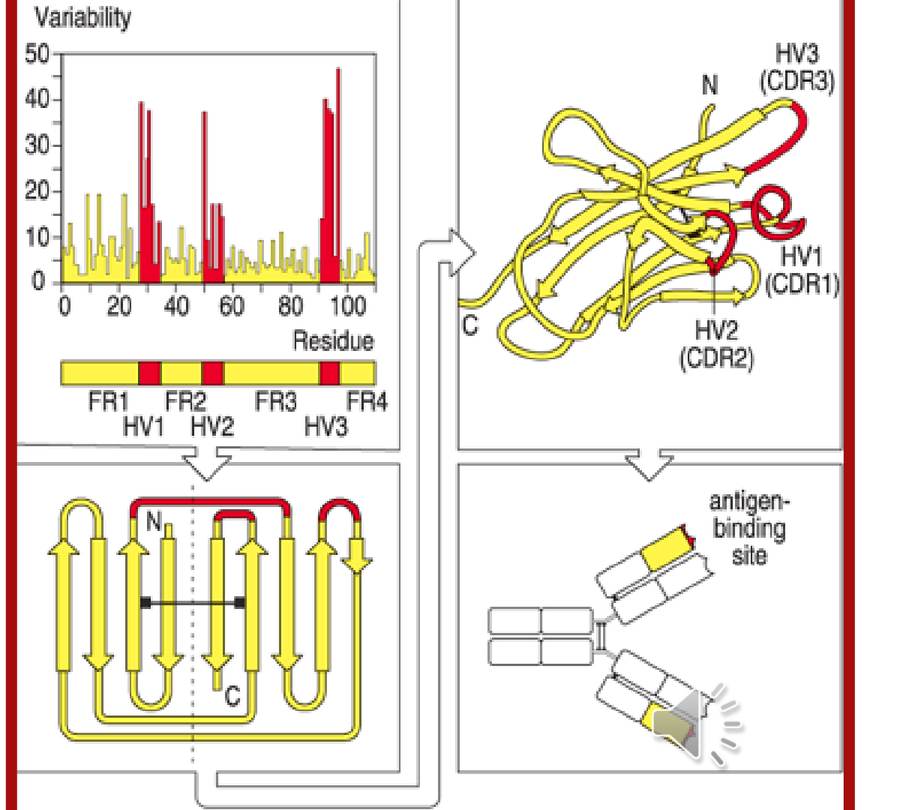 Variability
50
40
30
20
10
0
0 20 40 60 80 100
Residue
FR1 FR2 FR3 FR4
HV1 HV2 HV3
HV3
(CDR3)
N
HV1
(CDR1)
C
HV2
(CDR2)
N
C
antigen-
binding
site